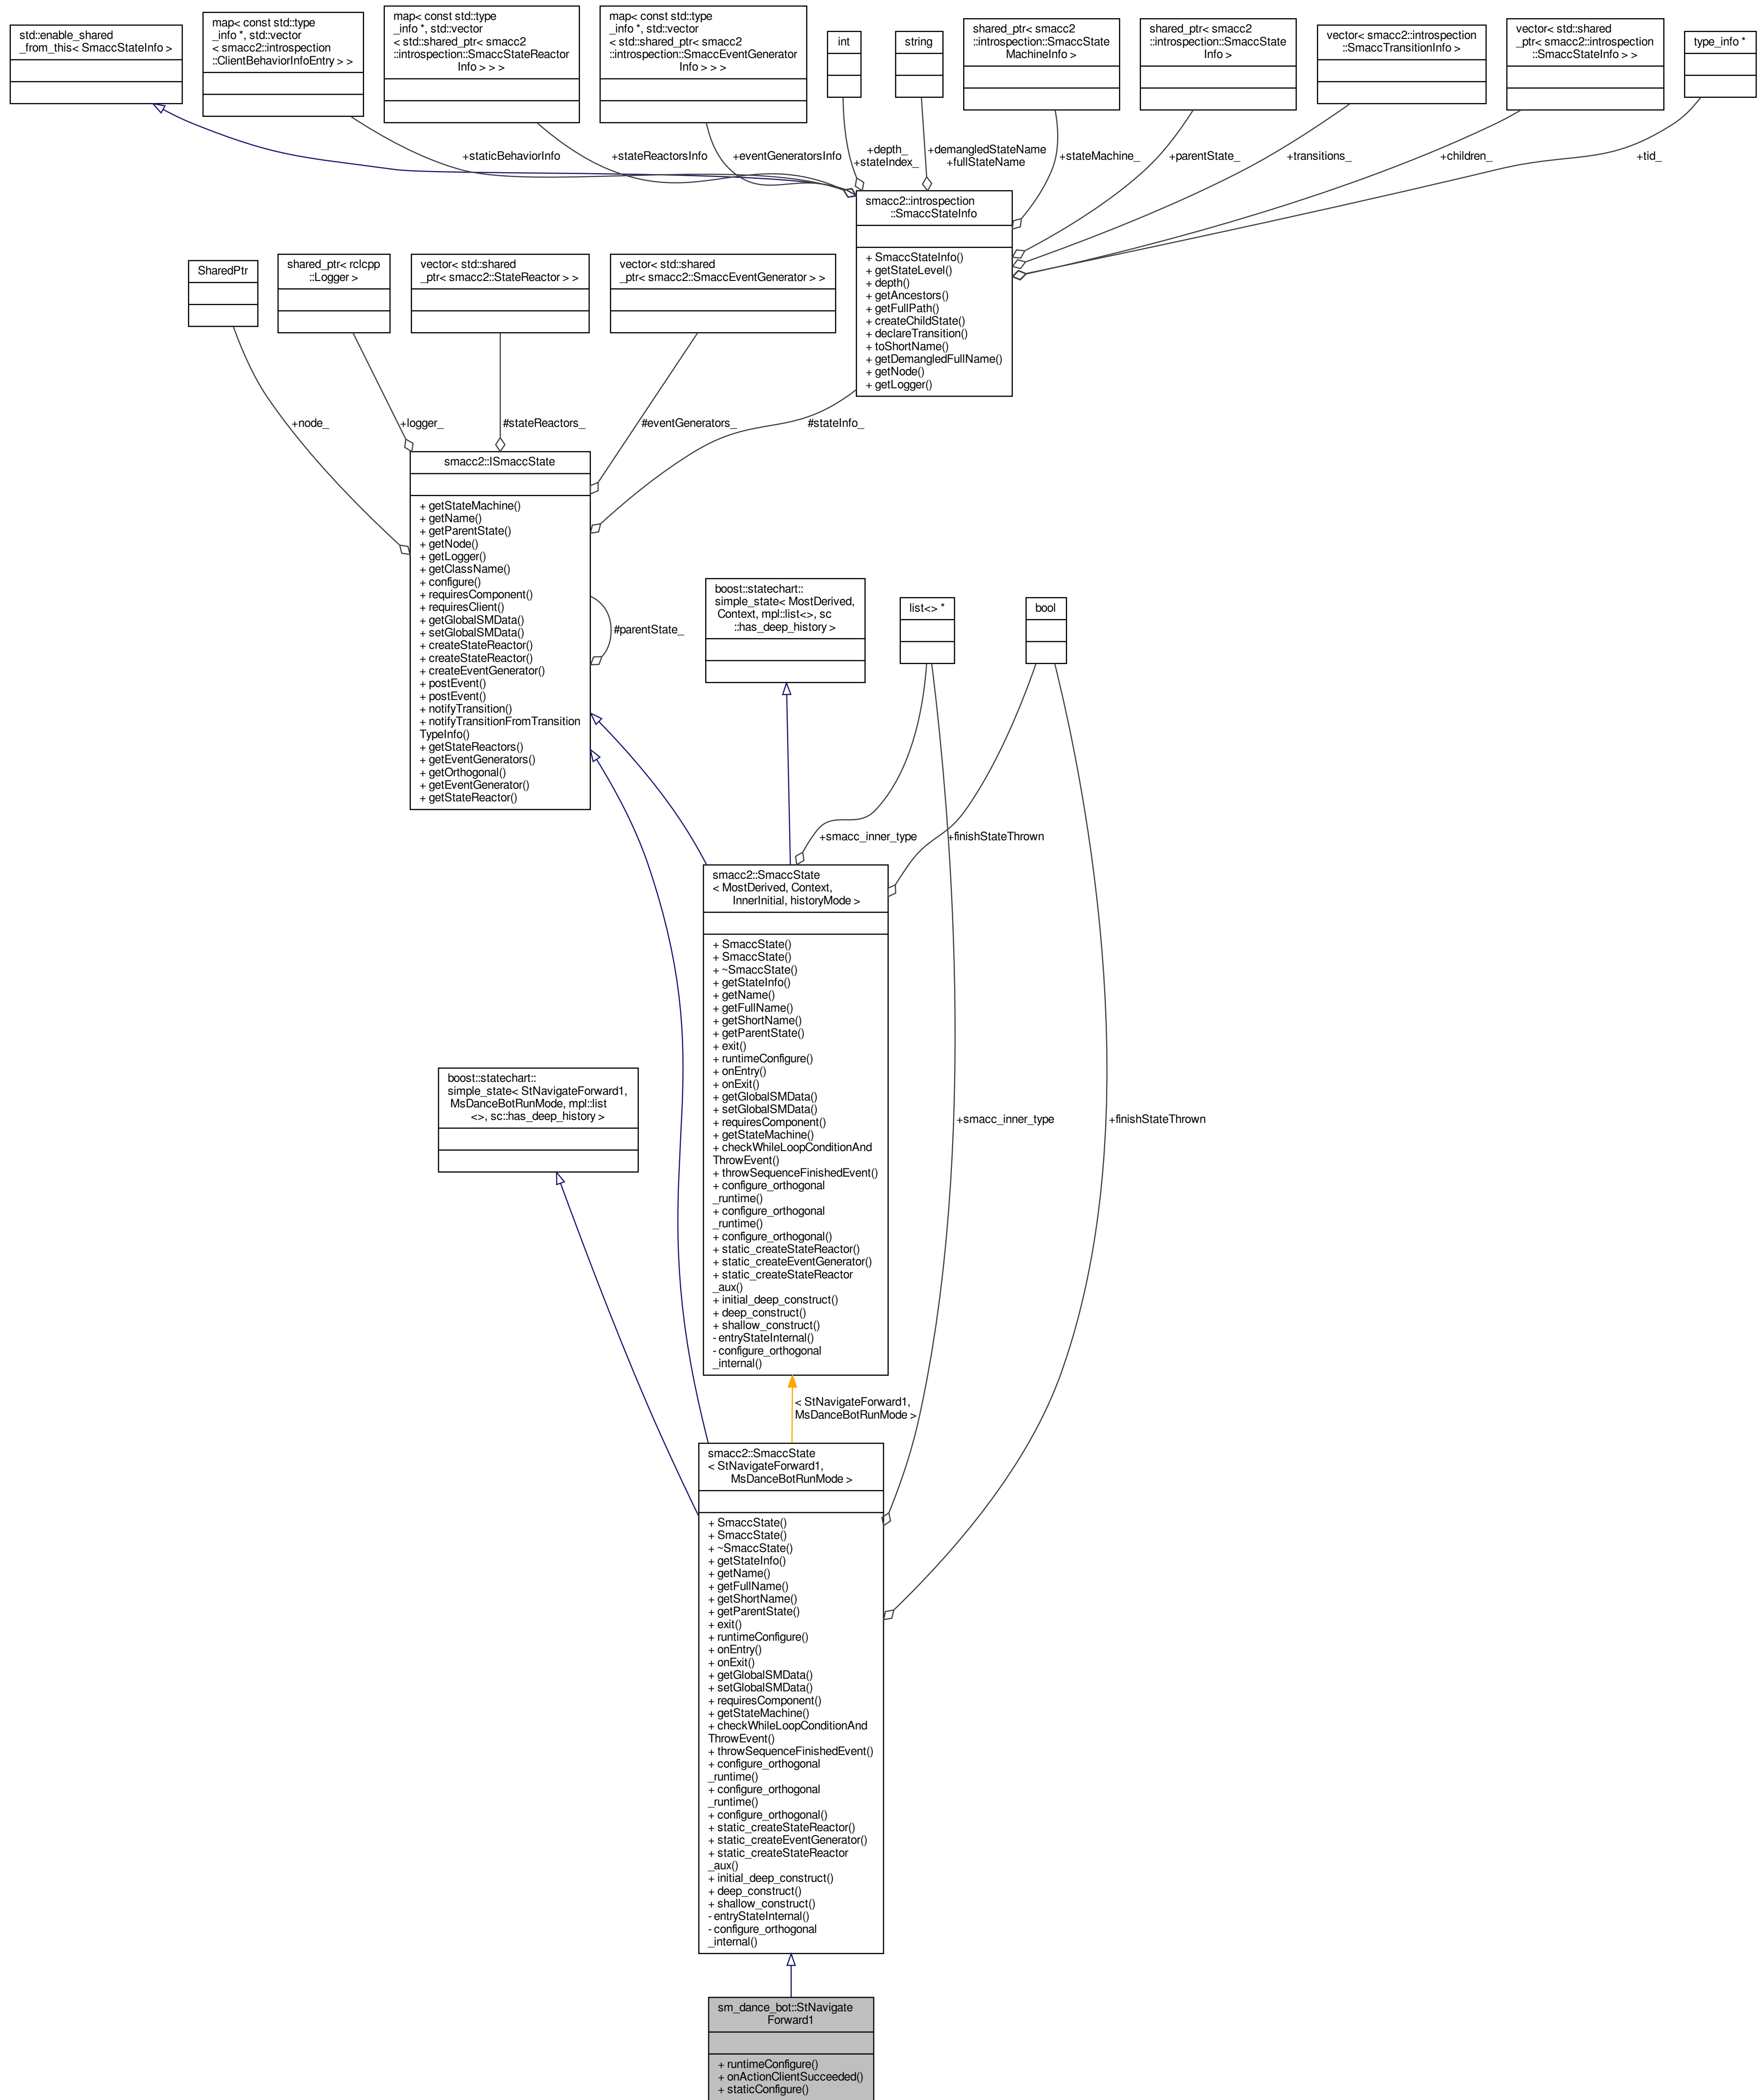 std::enable_shared
_from_this< SmaccStateInfo >
map< const std::type
_info *, std::vector
< smacc2::introspection
::ClientBehaviorInfoEntry > >
map< const std::type
_info *, std::vector
< std::shared_ptr< smacc2
::introspection::SmaccStateReactor
Info > > >
map< const std::type
_info *, std::vector
< std::shared_ptr< smacc2
::introspection::SmaccEventGenerator
Info > > >
int
string
shared_ptr< smacc2
::introspection::SmaccState
MachineInfo >
shared_ptr< smacc2
::introspection::SmaccState
Info >
vector< smacc2::introspection
::SmaccTransitionInfo >
vector< std::shared
_ptr< smacc2::introspection
::SmaccStateInfo > >
type_info *
+staticBehaviorInfo
+stateReactorsInfo
+eventGeneratorsInfo
+depth_
+stateIndex_
+demangledStateName
+fullStateName
+stateMachine_
+parentState_
+transitions_
+children_
+tid_
smacc2::introspection
::SmaccStateInfo
+ SmaccStateInfo()
+ getStateLevel()
+ depth()
+ getAncestors()
+ getFullPath()
+ createChildState()
+ declareTransition()
+ toShortName()
+ getDemangledFullName()
+ getNode()
+ getLogger()
SharedPtr
shared_ptr< rclcpp
::Logger >
vector< std::shared
_ptr< smacc2::StateReactor > >
vector< std::shared
_ptr< smacc2::SmaccEventGenerator > >
+node_
+logger_
#stateReactors_
#eventGenerators_
#stateInfo_
smacc2::ISmaccState
+ getStateMachine()
+ getName()
+ getParentState()
+ getNode()
+ getLogger()
+ getClassName()
+ configure()
+ requiresComponent()
+ requiresClient()
+ getGlobalSMData()
+ setGlobalSMData()
+ createStateReactor()
+ createStateReactor()
+ createEventGenerator()
+ postEvent()
+ postEvent()
+ notifyTransition()
+ notifyTransitionFromTransition
TypeInfo()
+ getStateReactors()
+ getEventGenerators()
+ getOrthogonal()
+ getEventGenerator()
+ getStateReactor()
#parentState_
boost::statechart::
simple_state< MostDerived,
Context, mpl::list<>, sc
::has_deep_history >
list<> *
bool
+smacc_inner_type
+finishStateThrown
smacc2::SmaccState
< MostDerived, Context,
InnerInitial, historyMode >
+ SmaccState()
+ SmaccState()
+ ~SmaccState()
+ getStateInfo()
+ getName()
+ getFullName()
+ getShortName()
+ getParentState()
+ exit()
+ runtimeConfigure()
+ onEntry()
+ onExit()
+ getGlobalSMData()
+ setGlobalSMData()
+ requiresComponent()
+ getStateMachine()
+ checkWhileLoopConditionAnd
ThrowEvent()
+ throwSequenceFinishedEvent()
+ configure_orthogonal
_runtime()
+ configure_orthogonal
_runtime()
+ configure_orthogonal()
+ static_createStateReactor()
+ static_createEventGenerator()
+ static_createStateReactor
_aux()
+ initial_deep_construct()
+ deep_construct()
+ shallow_construct()
- entryStateInternal()
- configure_orthogonal
_internal()
boost::statechart::
simple_state< StNavigateForward1,
MsDanceBotRunMode, mpl::list
<>, sc::has_deep_history >
+smacc_inner_type
+finishStateThrown
< StNavigateForward1,
MsDanceBotRunMode >
smacc2::SmaccState
< StNavigateForward1,
MsDanceBotRunMode >
+ SmaccState()
+ SmaccState()
+ ~SmaccState()
+ getStateInfo()
+ getName()
+ getFullName()
+ getShortName()
+ getParentState()
+ exit()
+ runtimeConfigure()
+ onEntry()
+ onExit()
+ getGlobalSMData()
+ setGlobalSMData()
+ requiresComponent()
+ getStateMachine()
+ checkWhileLoopConditionAnd
ThrowEvent()
+ throwSequenceFinishedEvent()
+ configure_orthogonal
_runtime()
+ configure_orthogonal
_runtime()
+ configure_orthogonal()
+ static_createStateReactor()
+ static_createEventGenerator()
+ static_createStateReactor
_aux()
+ initial_deep_construct()
+ deep_construct()
+ shallow_construct()
- entryStateInternal()
- configure_orthogonal
_internal()
sm_dance_bot::StNavigate
Forward1
+ runtimeConfigure()
+ onActionClientSucceeded()
+ staticConfigure()